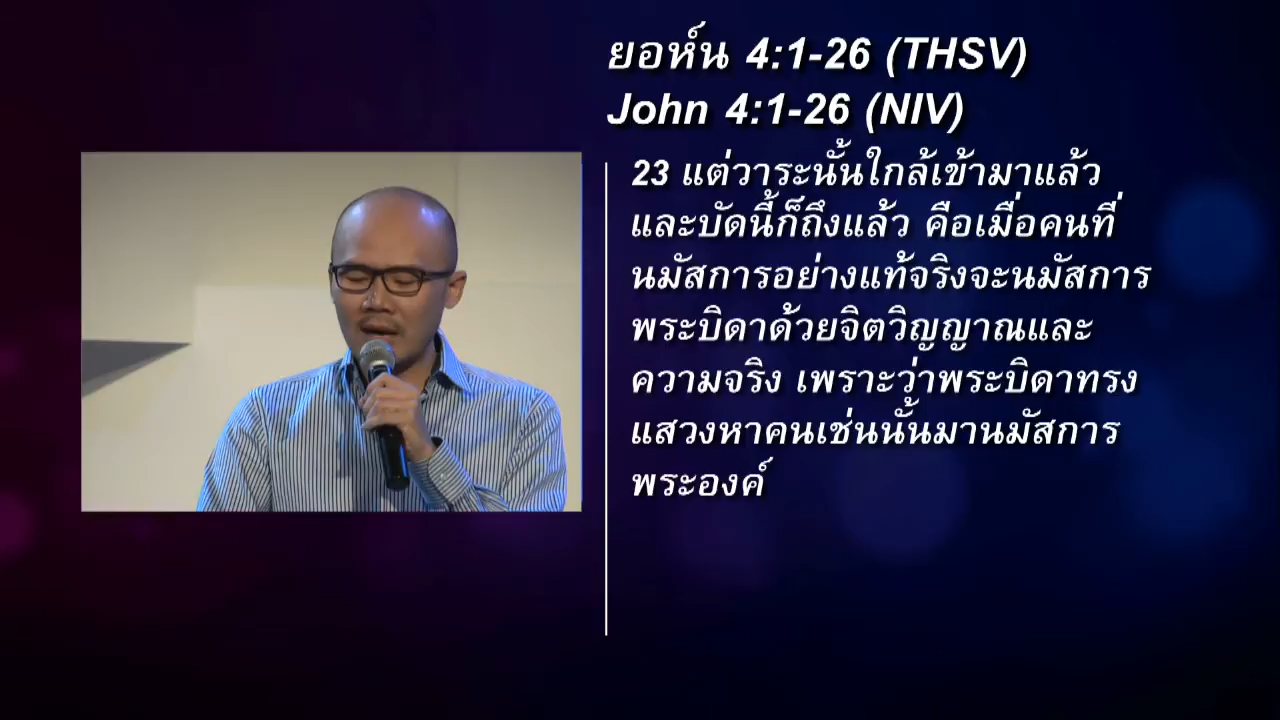 ยอห์น 4:1-26 (THSV)
John 4:1-26 (NIV)
23 แต่วาระนั้นใกล้เข้ามาแล้ว
และบัดนี้ก็ถึงแล้ว คือเมื่อคนที่
นมัสการอย่างแท้จริงจะนมัสการ
พระบิดาด้วยจิตวิญญาณและ
ความจริง เพราะว่าพระบิดาทรง
แสวงหาคนเช่นนั้นมานมัสการ
พระองค์